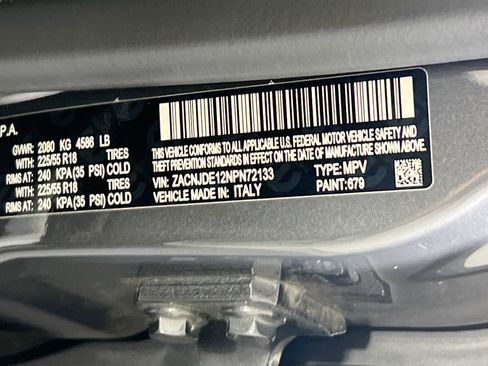 P.A.
GVWR: 2080 KG 4586 LB
WITH: 225/55 R18 TIRES
RIMS AT: 240 KPA(35 PSI) COLD
WITH: 225/55 R18 TIRES
RIMS AT: 240 KPA(35 PSI) COLD
THIS VEHICLE CONFORMS TO ALL APPLICABLE U.S. FEDERAL MOTOR VEHICLE SAFETY
BUMPER, AND THEFT PREVENTION STANDARDS IN EFFECT ON THE DATE OF MANUFACTURE
VIN: ZACNJDE12NPN72133 TYPE: MPV
VEHICLE MADE IN: ITALY PAINT: 679